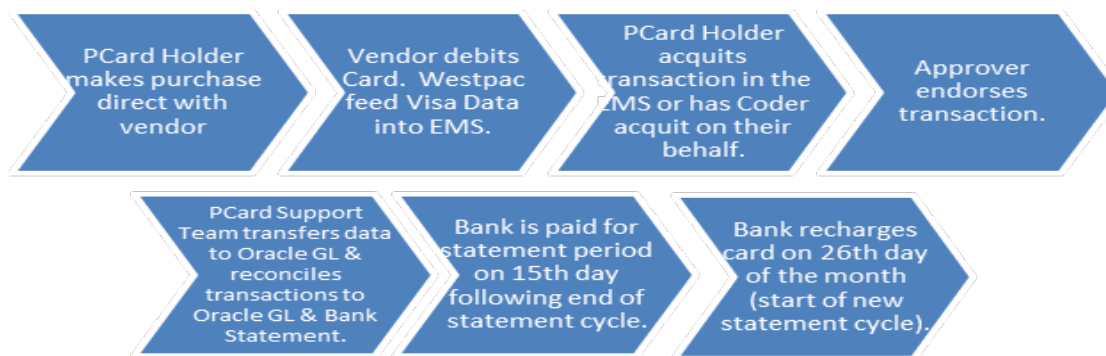 PCard Holder
makes purchase
direct with
vendor
Vendor debits
Card. Westpac
feed Visa Data
into EMS.
PCard Holder
acquits
transaction in the
EMS or has Coder
acquit on their
behalf.
Approver
endorses
transaction.
PCard Support
Team transfers data
to Oracle GL &
reconciles
transactions to
Oracle GL & Bank
Statement.
Bank is paid for
statement period
on 15th day
following end of
statement cycle.
Bank recharges
card on 26th day
of the month
(start of new
statement cycle).